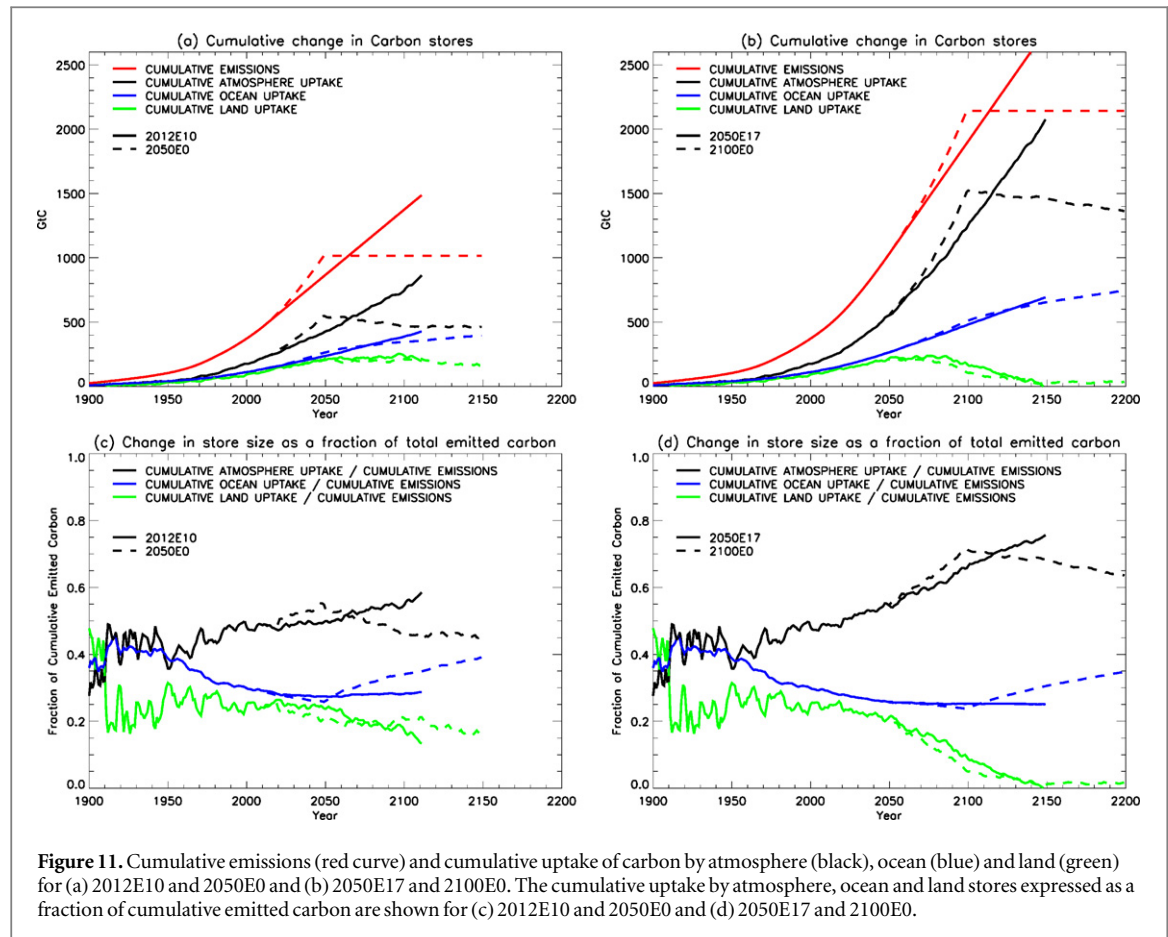 (a) Cumulative change in Carbon stores
2500
2000
1500
1000
500
0
GtC
CUMULATIVE EMISSIONS
CUMULATIVE ATMOSPHERE UPTAKE
CUMULATIVE OCEAN UPTAKE
CUMULATIVE LAND UPTAKE
2012E10
2050E0
1900 1950 2000 2050 2100 2150 2200
Year
(b) Cumulative change in Carbon stores
2500
2000
1500
1000
500
0
GtC
CUMULATIVE EMISSIONS
CUMULATIVE ATMOSPHERE UPTAKE
CUMULATIVE OCEAN UPTAKE
CUMULATIVE LAND UPTAKE
2050E17
2100E0
1900 1950 2000 2050 2100 2150 2200
Year
(c) Change in store size as a fraction of total emitted carbon
1.0
0.8
0.6
0.4
0.2
0.0
Fraction of Cumulative Emitted Carbon
CUMULATIVE ATMOSPHERE UPTAKE / CUMULATIVE EMISSIONS
CUMULATIVE OCEAN UPTAKE / CUMULATIVE EMISSIONS
CUMULATIVE LAND UPTAKE / CUMULATIVE EMISSIONS
2012E10
2050E0
1900 1950 2000 2050 2100 2150 2200
Year
(d) Change in store size as a fraction of total emitted carbon
1.0
0.8
0.6
0.4
0.2
0.0
Fraction of Cumulative Emitted Carbon
CUMULATIVE ATMOSPHERE UPTAKE / CUMULATIVE EMISSIONS
CUMULATIVE OCEAN UPTAKE / CUMULATIVE EMISSIONS
CUMULATIVE LAND UPTAKE / CUMULATIVE EMISSIONS
2050E17
2100E0
1900 1950 2000 2050 2100 2150 2200
Year
Figure 11. Cumulative emissions (red curve) and cumulative uptake of carbon by atmosphere (black), ocean (blue) and land (green)
for (a) 2012E10 and 2050E0 and (b) 2050E17 and 2100E0. The cumulative uptake by atmosphere, ocean and land stores expressed as a
fraction of cumulative emitted carbon are shown for (c) 2012E10 and 2050E0 and (d) 2050E17 and 2100E0.